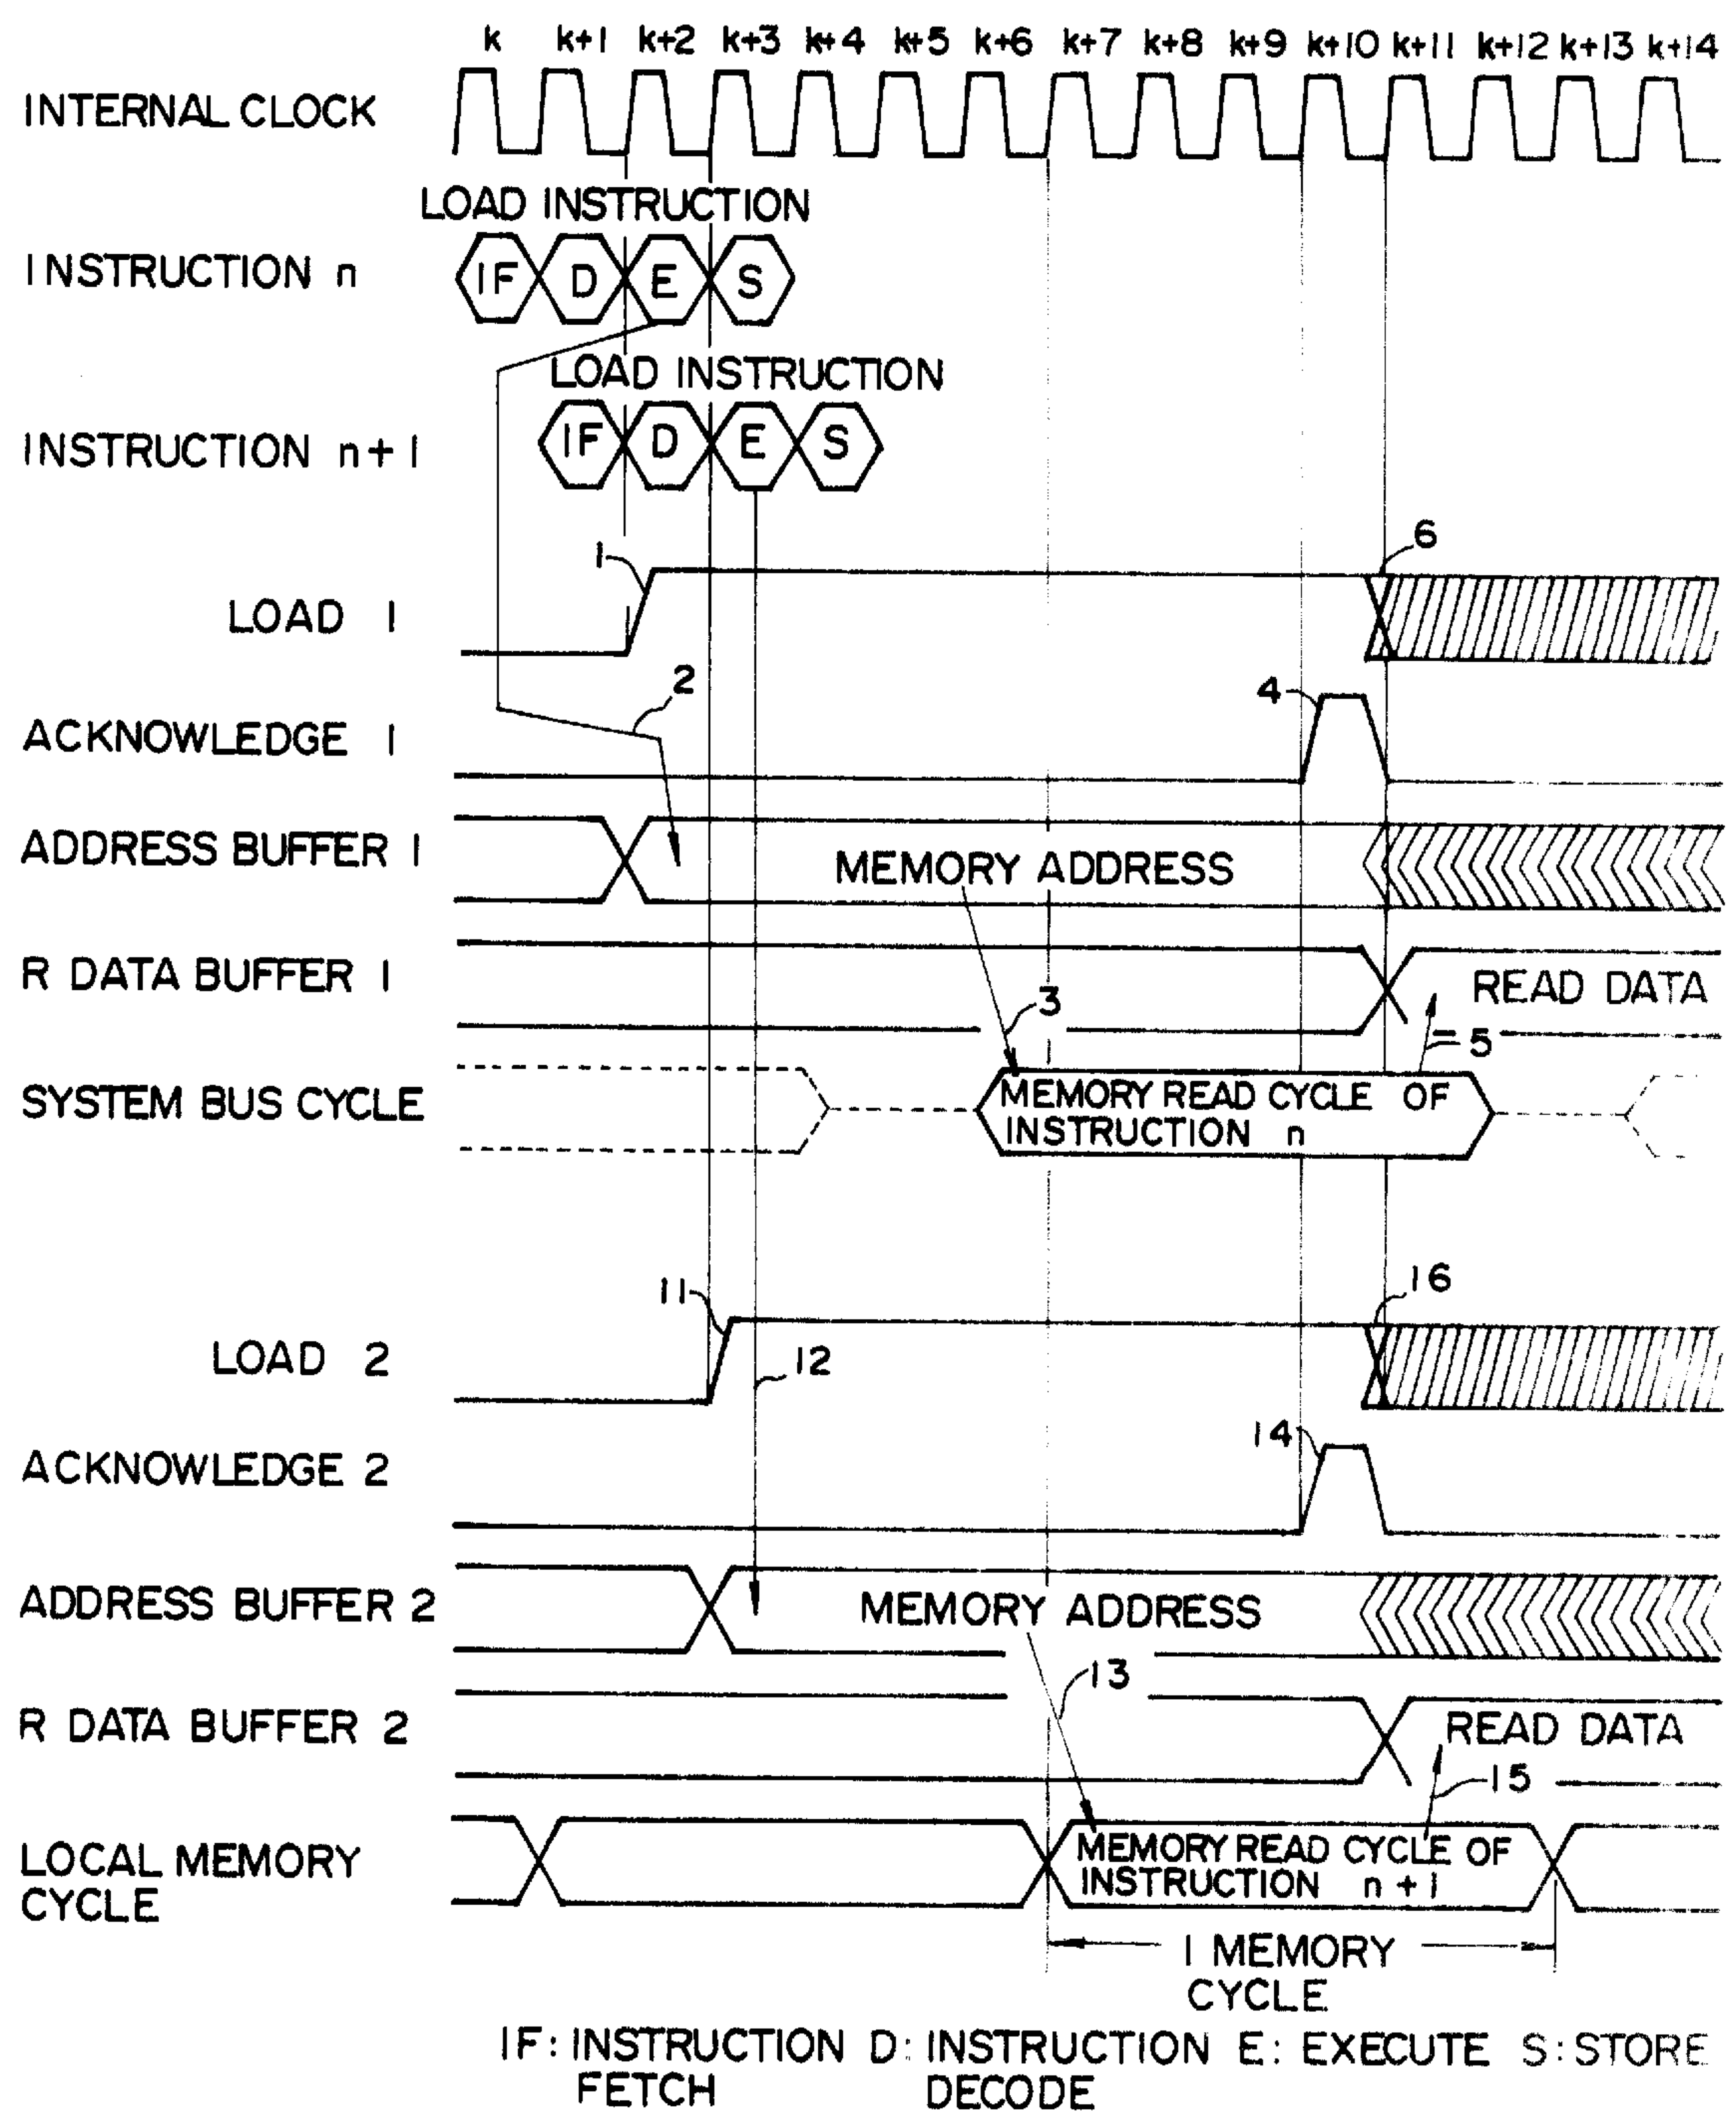 k k+1 k+2 k+3 k+4 k+5 k+6 k+7 k+8 k+9 k+10 k+11 k+12 k+13 k+14
INTERNAL CLOCK
LOAD INSTRUCTION
INSTRUCTION n IF D E S
LOAD INSTRUCTION
INSTRUCTION n+1 IF D E S
1 6
LOAD 1
2 4
ACKNOWLEDGE 1
ADDRESS BUFFER 1 MEMORY ADDRESS
R DATA BUFFER 1 READ DATA
3 5
SYSTEM BUS CYCLE MEMORY READ CYCLE OF
INSTRUCTION n
11 16
LOAD 2 12
14
ACKNOWLEDGE 2
ADDRESS BUFFER 2 MEMORY ADDRESS
13
R DATA BUFFER 2 READ DATA
15
LOCAL MEMORY MEMORY READ CYCLE OF
CYCLE INSTRUCTION n+1
1 MEMORY
CYCLE
IF: INSTRUCTION D: INSTRUCTION E: EXECUTE S: STORE
FETCH DECODE